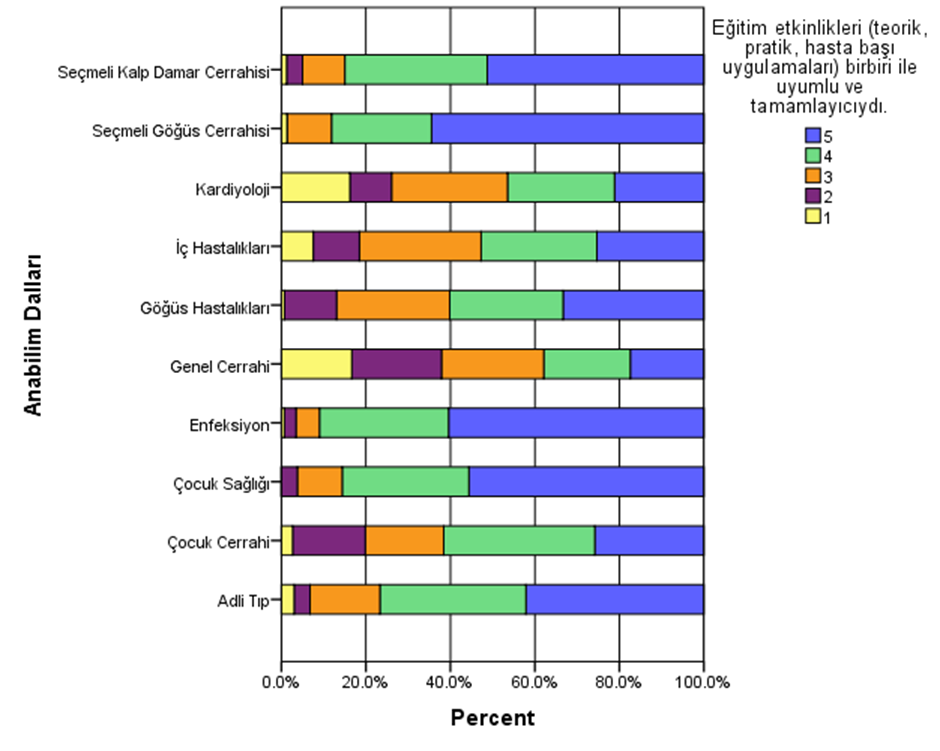 Eğitim etkinlikleri (teorik,
pratik, hasta başı
uygulamaları) birbiri ile
uyumlu ve
tamamlayıcıydı.
5
4
3
2
1
Anabilim Dalları
Seçmeli Kalp Damar Cerrahisi
Seçmeli Göğüs Cerrahisi
Kardiyoloji
İç Hastalıkları
Göğüs Hastalıkları
Genel Cerrahi
Enfeksiyon
Çocuk Sağlığı
Çocuk Cerrahi
Adli Tıp
0.0% 20.0% 40.0% 60.0% 80.0% 100.0%
Percent